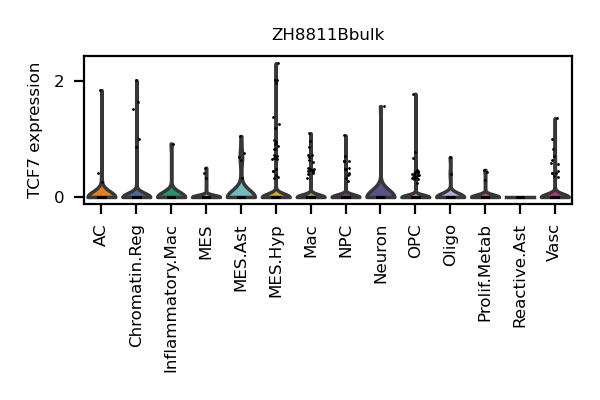 ZH8811Bbulk
TCF7 expression
2
0
AC
Chromatin.Reg
Inflammatory.Mac
MES
MES.Ast
MES.Hyp
Mac
NPC
Neuron
OPC
Oligo
Prolif.Metab
Reactive.Ast
Vasc